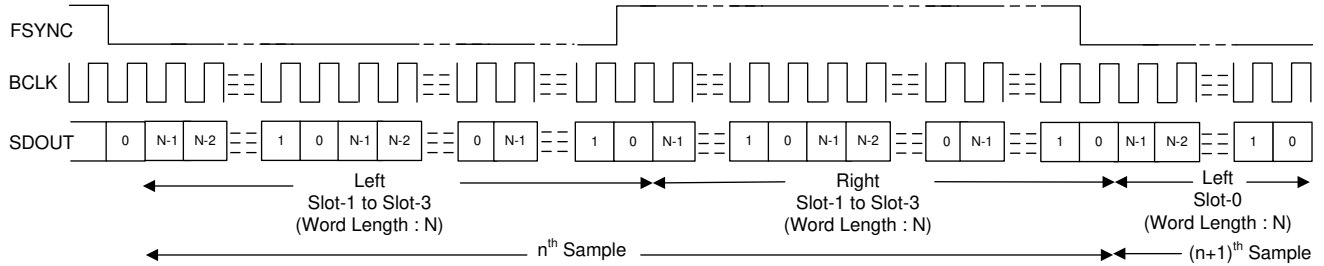 FSYNC
BCLK
SDOUT 0 N-1 N-2 1 0 N-1 N-2 0 N-1 1 0 N-1 1 0 N-1 N-2 0 N-1 1 0 N-1 N-2 1 0
Left Right Left
Slot-1 to Slot-3 Slot-1 to Slot-3 Slot-0
(Word Length : N) (Word Length : N) (Word Length : N)
nth Sample (n+1)th Sample